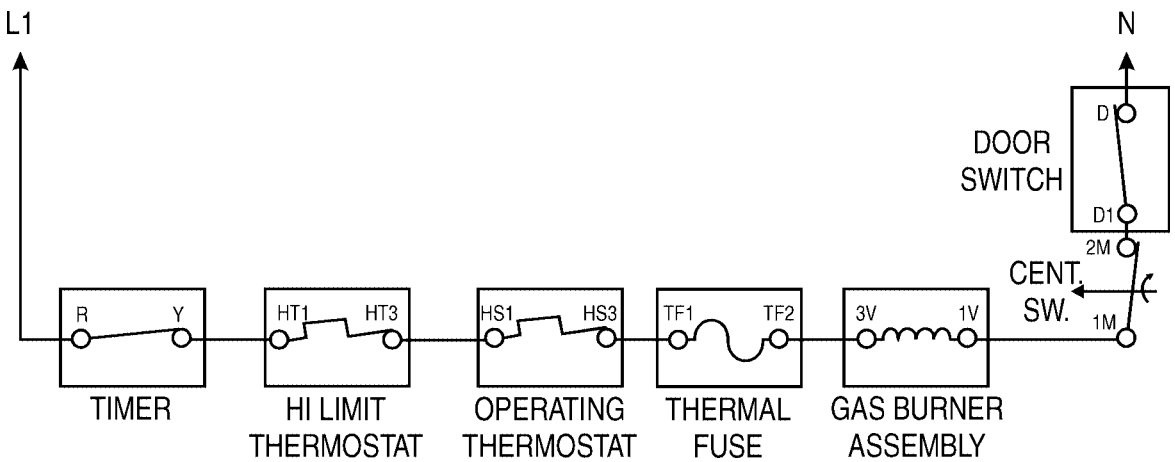 L1
N
D
DOOR
SWITCH
D1
2M
CENT.
SW.
1M
R Y
HT1 HT3
HS1 HS3
TF1 TF2
3V 1V
TIMER
HI LIMIT
THERMOSTAT
OPERATING
THERMOSTAT
THERMAL
FUSE
GAS BURNER
ASSEMBLY